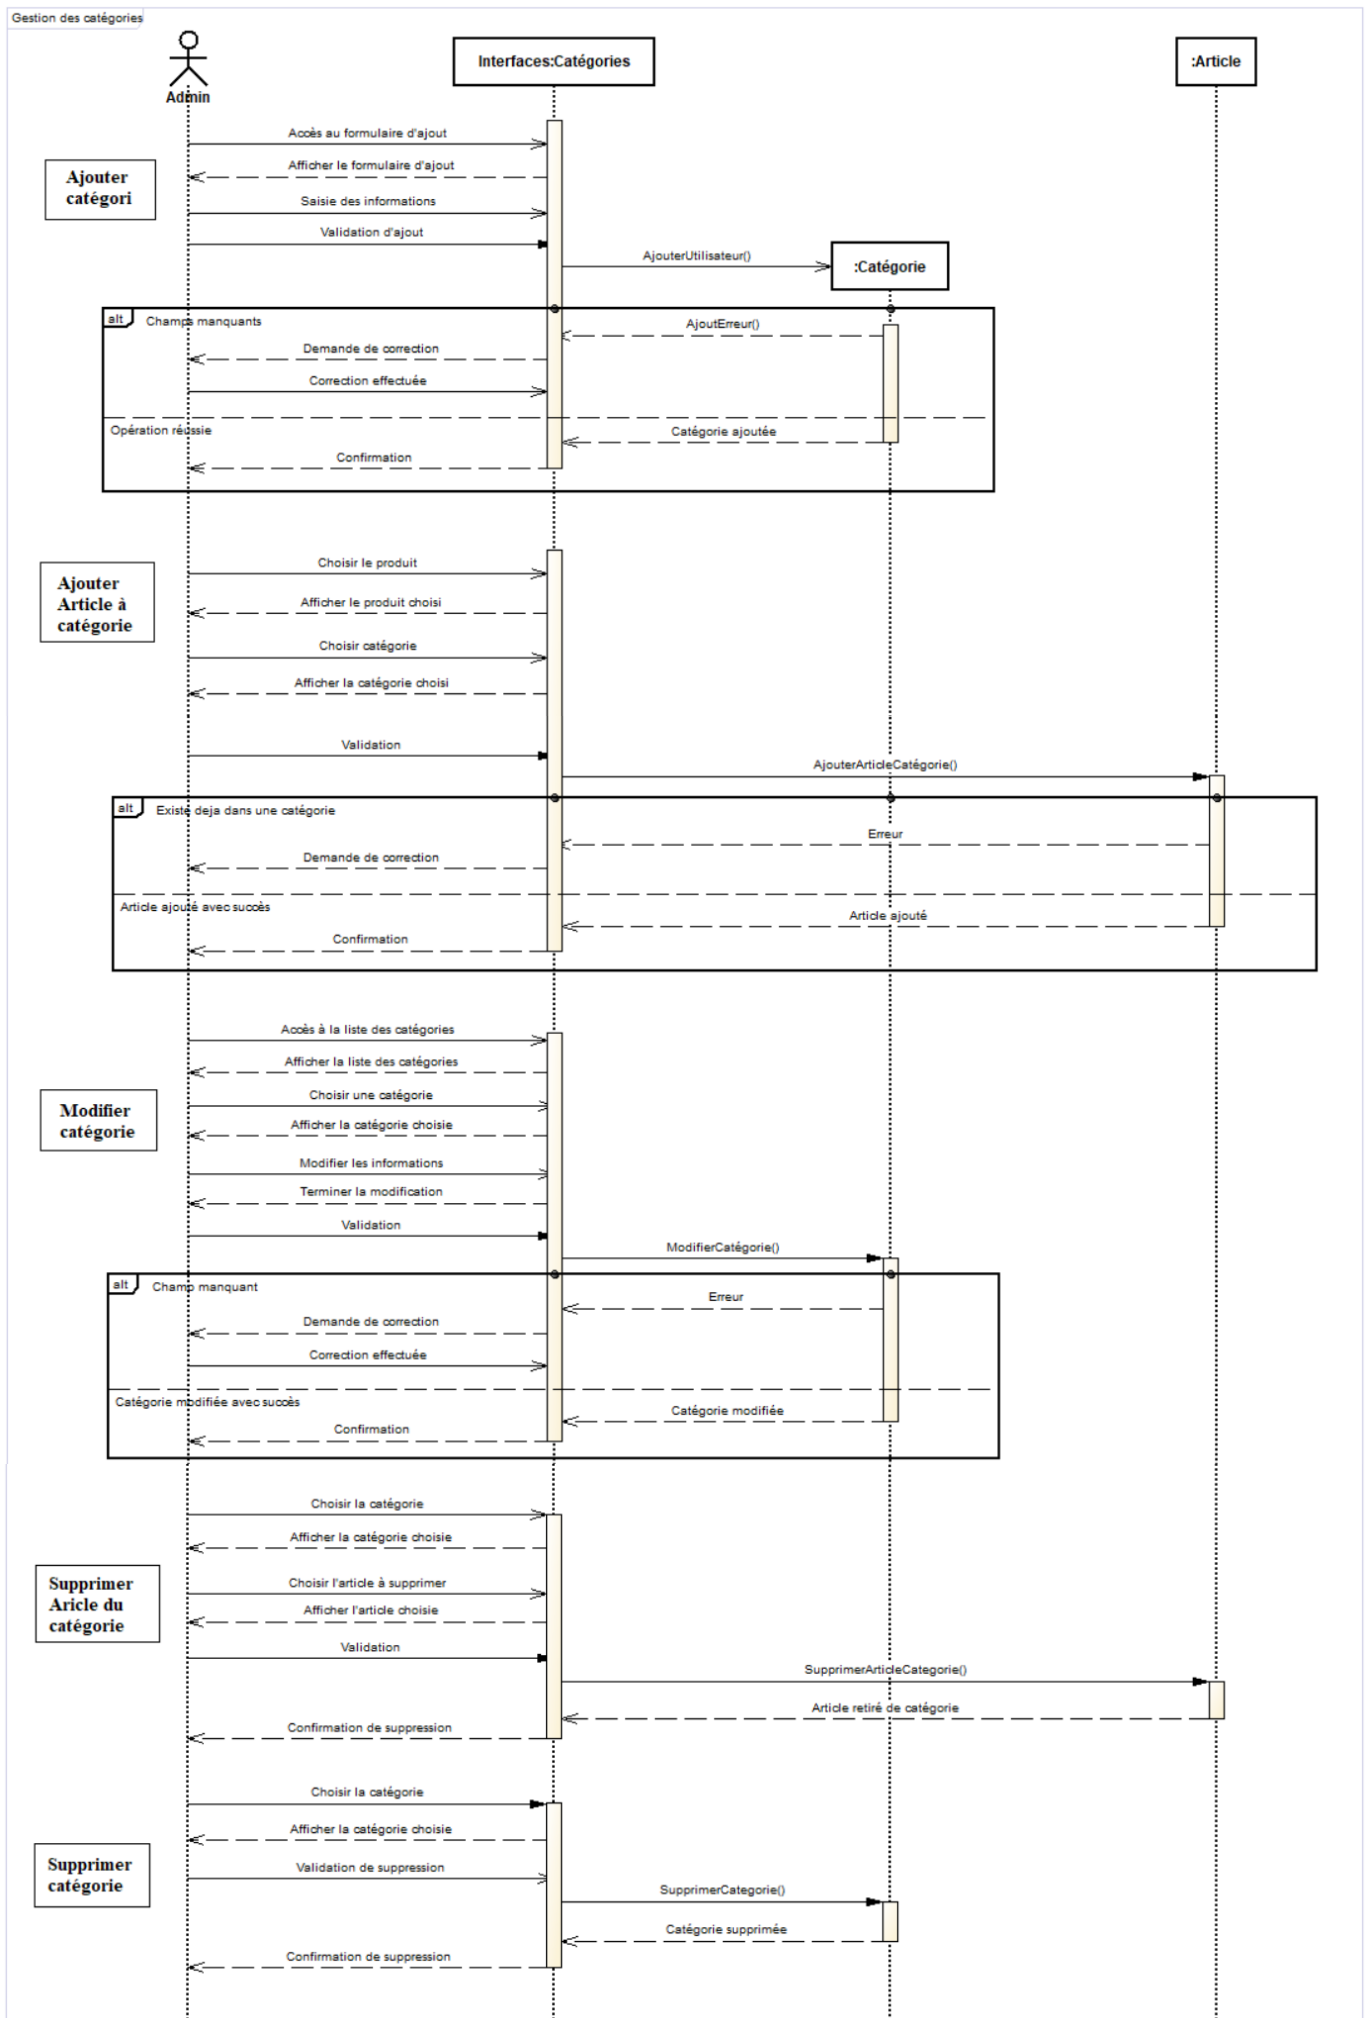 Gestion des catégories
Admin
Interfaces:Catégories
:Article
Accès au formulaire d'ajout
Afficher le formulaire d'ajout
Ajouter
catégori
Saisie des informations
Validation d'ajout
AjouterUtilisateur()
:Catégorie
alt
Champs manquants
AjoutErreur()
Demande de correction
Correction effectuée
Opération réussie
Catégorie ajoutée
Confirmation
Choisir le produit
Ajouter
Article à
catégorie
Afficher le produit choisi
Choisir catégorie
Afficher la catégorie choisi
Validation
AjouterArticleCatégorie()
alt
Existe deja dans une catégorie
Erreur
Demande de correction
Article ajouté avec succès
Article ajouté
Confirmation
Accès à la liste des catégories
Afficher la liste des catégories
Modifier
catégorie
Choisir une catégorie
Afficher la catégorie choisie
Modifier les informations
Terminer la modification
Validation
ModifierCatégorie()
alt
Champ manquant
Erreur
Demande de correction
Correction effectuée
Catégorie modifiée avec succès
Catégorie modifiée
Confirmation
Choisir la catégorie
Afficher la catégorie choisie
Supprimer
Aricle du
catégorie
Choisir l'article à supprimer
Afficher l'article choisie
Validation
SupprimerArticleCategorie()
Article retiré de catégorie
Confirmation de suppression
Choisir la catégorie
Afficher la catégorie choisie
Supprimer
catégorie
Validation de suppression
SupprimerCategorie()
Catégorie supprimée
Confirmation de suppression